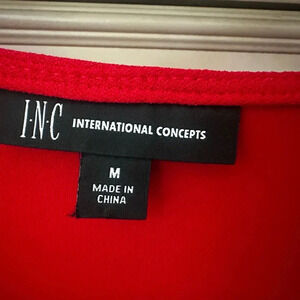 I·N·C INTERNATIONAL CONCEPTS
M
MADE IN
CHINA